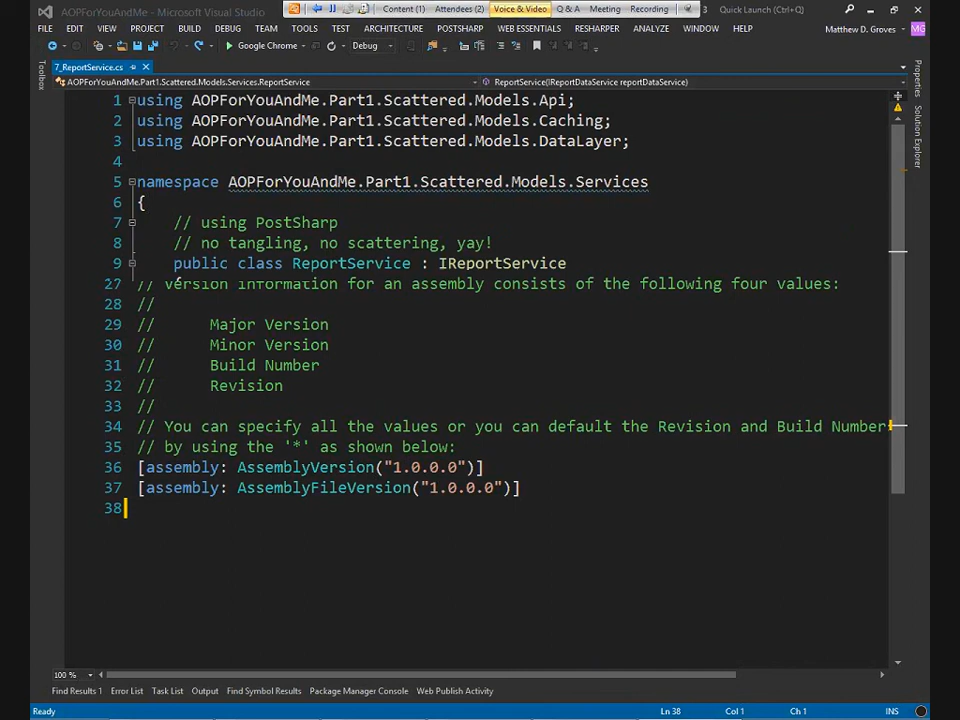 AOPForYouAndMe - Microsoft Visual Studio
Content (1) Attendees (2) Voice & Video Q & A Meeting Recording
3 Quick Launch (Ctrl+Q)
FILE EDIT VIEW PROJECT BUILD DEBUG TEAM TOOLS TEST ARCHITECTURE POSTSHARP WEB ESSENTIALS RESHARPER ANALYZE WINDOW HELP Matthew D. Groves MG
Google Chrome Debug
7_ReportService.cs
AOPForYouAndMe.Part1.Scattered.Models.Services.ReportService ReportService(IReportDataService reportDataService)
Toolbox
Properties
Solution Explorer
1 using AOPForYouAndMe.Part1.Scattered.Models.Api;
2 using AOPForYouAndMe.Part1.Scattered.Models.Caching;
3 using AOPForYouAndMe.Part1.Scattered.Models.DataLayer;
4
5 namespace AOPForYouAndMe.Part1.Scattered.Models.Services
6 {
7 // using PostSharp
8 // no tangling, no scattering, yay!
9 public class ReportService : IReportService
27 // Version information for an assembly consists of the following four values:
28 //
29 // Major Version
30 // Minor Version
31 // Build Number
32 // Revision
33 //
34 // You can specify all the values or you can default the Revision and Build Number
35 // by using the '*' as shown below:
36 [assembly: AssemblyVersion("1.0.0.0")]
37 [assembly: AssemblyFileVersion("1.0.0.0")]
38
100 %
Find Results 1 Error List Task List Output Find Symbol Results Package Manager Console Web Publish Activity
Ready Ln 38 Col 1 Ch 1 INS